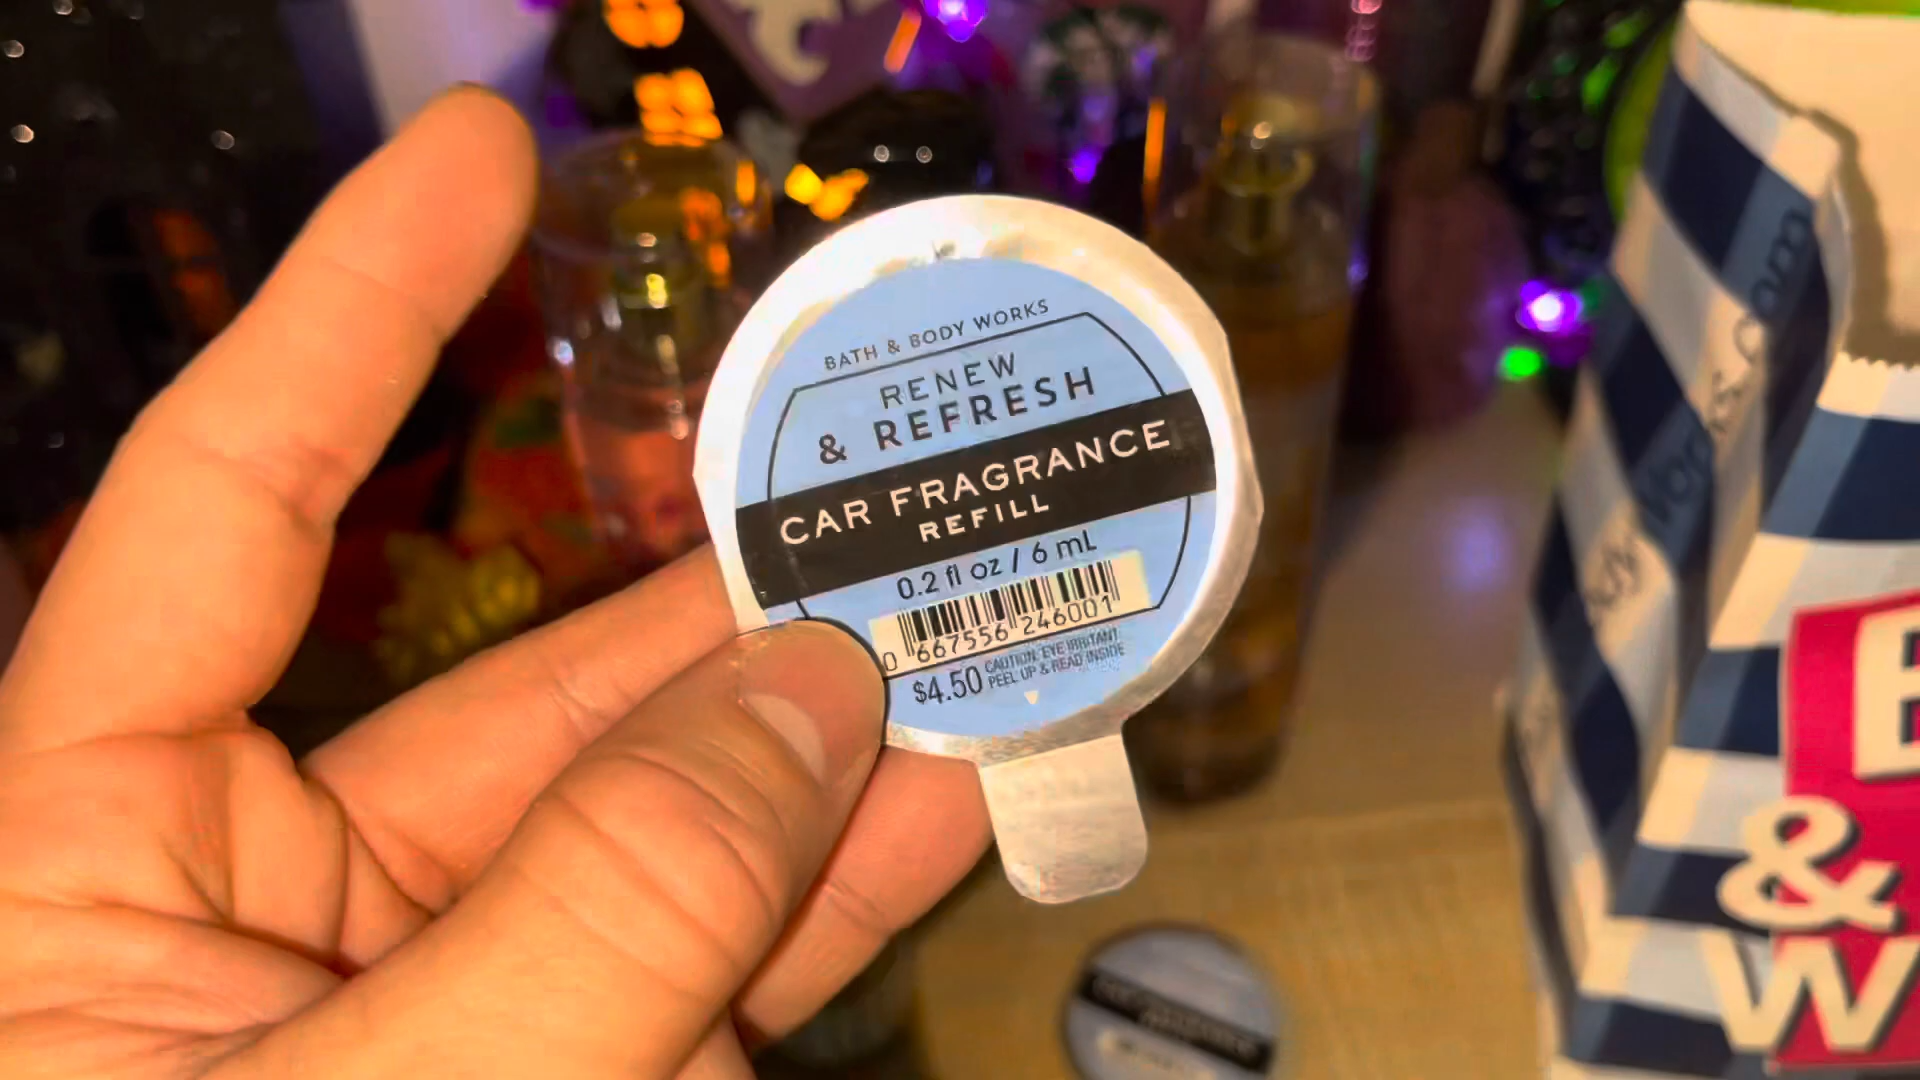 BATH & BODY WORKS
RENEW
& REFRESH
CAR FRAGRANCE
REFILL
0.2 fl oz / 6 mL
0 667556 246001
$4.50 CAUTION: EYE IRRITANT
PEEL UP & READ INSIDE
B
&
W